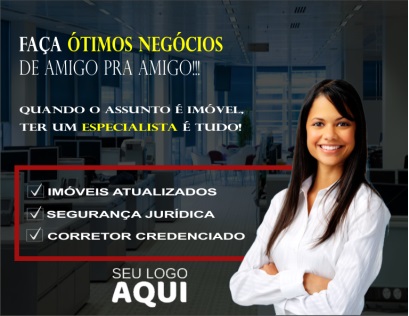 FAÇA ÓTIMOS NEGÓCIOS
DE AMIGO PRA AMIGO!!!
QUANDO O ASSUNTO É IMÓVEL,
TER UM ESPECIALISTA É TUDO!
IMÓVEIS ATUALIZADOS
SEGURANÇA JURÍDICA
CORRETOR CREDENCIADO
SEU LOGO
AQUI